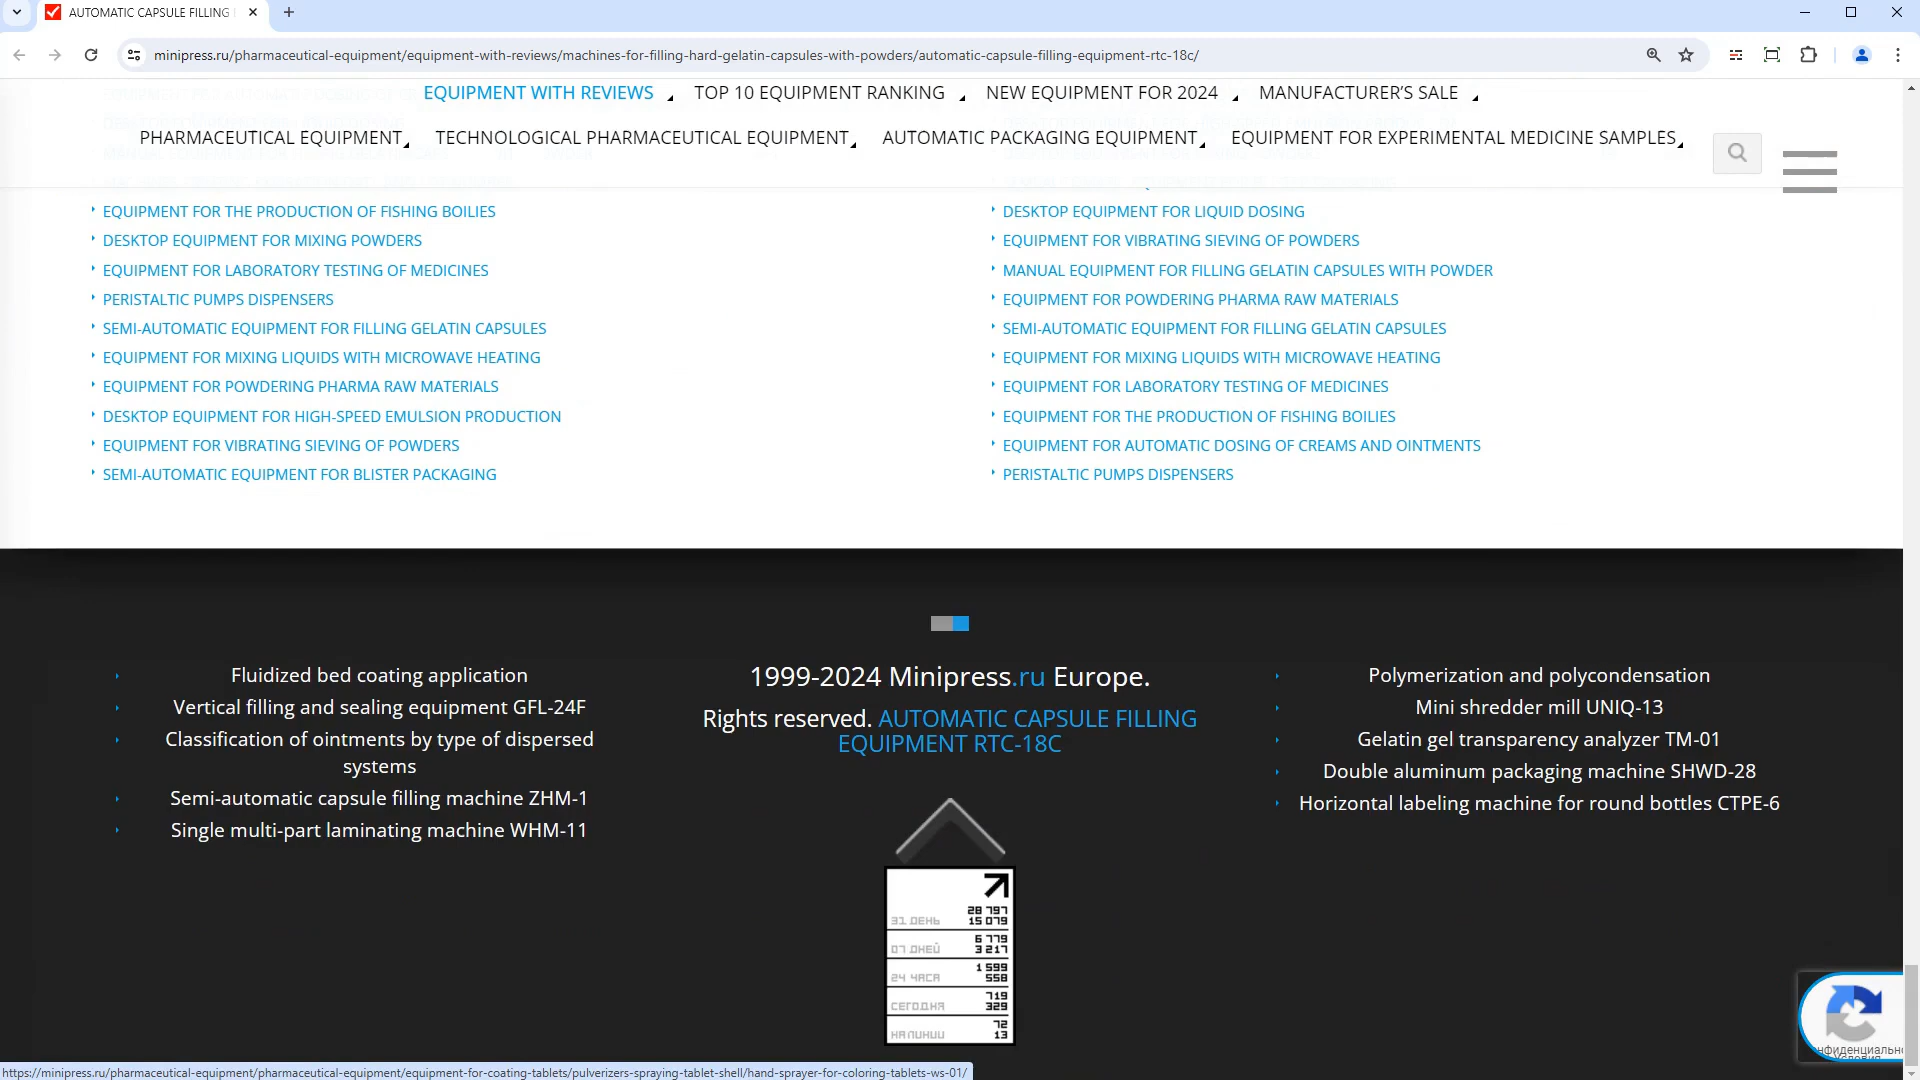 AUTOMATIC CAPSULE FILLING
minipress.ru/pharmaceutical-equipment/equipment-with-reviews/machines-for-filling-hard-gelatin-capsules-with-powders/automatic-capsule-filling-equipment-rtc-18c/
EQUIPMENT WITH REVIEWS TOP 10 EQUIPMENT RANKING NEW EQUIPMENT FOR 2024 MANUFACTURER'S SALE
PHARMACEUTICAL EQUIPMENT TECHNOLOGICAL PHARMACEUTICAL EQUIPMENT AUTOMATIC PACKAGING EQUIPMENT EQUIPMENT FOR EXPERIMENTAL MEDICINE SAMPLES
EQUIPMENT FOR THE PRODUCTION OF FISHING BOILIES
DESKTOP EQUIPMENT FOR MIXING POWDERS
EQUIPMENT FOR LABORATORY TESTING OF MEDICINES
PERISTALTIC PUMPS DISPENSERS
SEMI-AUTOMATIC EQUIPMENT FOR FILLING GELATIN CAPSULES
EQUIPMENT FOR MIXING LIQUIDS WITH MICROWAVE HEATING
EQUIPMENT FOR POWDERING PHARMA RAW MATERIALS
DESKTOP EQUIPMENT FOR HIGH-SPEED EMULSION PRODUCTION
EQUIPMENT FOR VIBRATING SIEVING OF POWDERS
SEMI-AUTOMATIC EQUIPMENT FOR BLISTER PACKAGING
DESKTOP EQUIPMENT FOR LIQUID DOSING
EQUIPMENT FOR VIBRATING SIEVING OF POWDERS
MANUAL EQUIPMENT FOR FILLING GELATIN CAPSULES WITH POWDER
EQUIPMENT FOR POWDERING PHARMA RAW MATERIALS
SEMI-AUTOMATIC EQUIPMENT FOR FILLING GELATIN CAPSULES
EQUIPMENT FOR MIXING LIQUIDS WITH MICROWAVE HEATING
EQUIPMENT FOR LABORATORY TESTING OF MEDICINES
EQUIPMENT FOR THE PRODUCTION OF FISHING BOILIES
EQUIPMENT FOR AUTOMATIC DOSING OF CREAMS AND OINTMENTS
PERISTALTIC PUMPS DISPENSERS
Fluidized bed coating application
Vertical filling and sealing equipment GFL-24F
Classification of ointments by type of dispersed
systems
Semi-automatic capsule filling machine ZHM-1
Single multi-part laminating machine WHM-11
1999-2024 Minipress.ru Europe.
Rights reserved. AUTOMATIC CAPSULE FILLING
EQUIPMENT RTC-18C
28 797
31 ДЕНЬ 15 079
6 779
07 ДНЕЙ 3 217
1 599
24 ЧАСА 558
719
СЕГОДНЯ 329
72
НА ЛИНИИ 13
Polymerization and polycondensation
Mini shredder mill UNIQ-13
Gelatin gel transparency analyzer TM-01
Double aluminum packaging machine SHWD-28
Horizontal labeling machine for round bottles CTPE-6
https://minipress.ru/pharmaceutical-equipment/pharmaceutical-equipment/equipment-for-coating-tablets/pulverizers-spraying-tablet-shell/hand-sprayer-for-coloring-tablets-ws-01/